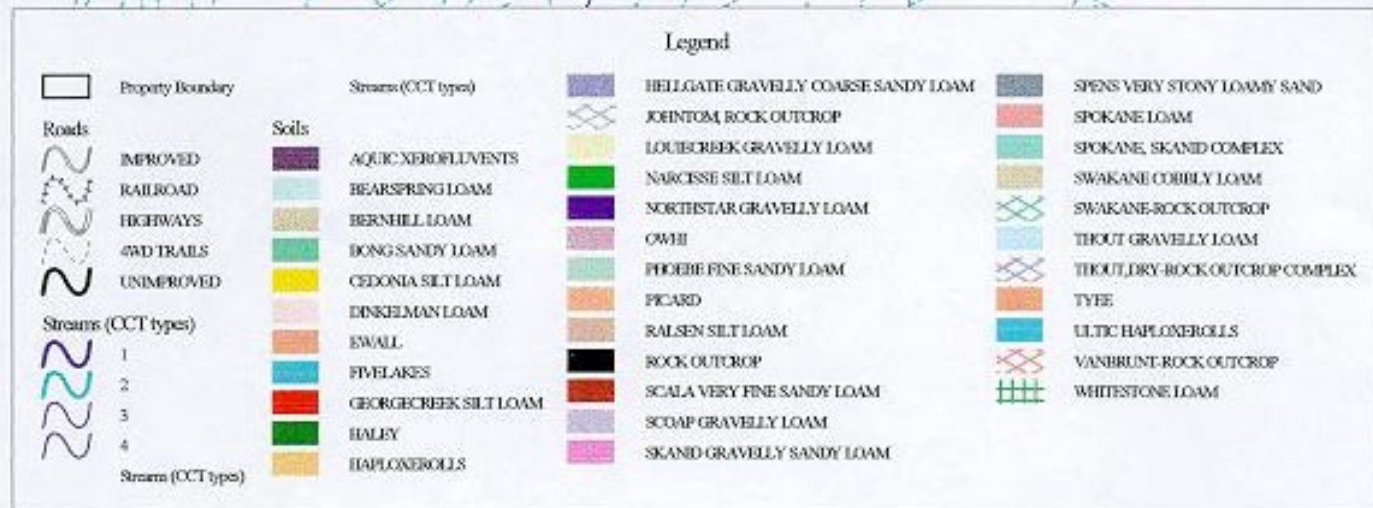 Legend
Property Boundary
Roads
IMPROVED
RAILROAD
HIGHWAYS
4WD TRAILS
UNIMPROVED
Streams (CCT types)
1
2
3
4
Streams (CCT types)
Streams (CCT types)
Soils
AQUIC XEROFLUVENTS
BEARSPRING LOAM
BERNHILL LOAM
BONG SANDY LOAM
CEDONIA SILT LOAM
DINKELMAN LOAM
EWALL
FIVELAKES
GEORGECREEK SILT LOAM
HALEY
HAPLOXEROLLS
HELLGATE GRAVELLY COARSE SANDY LOAM
JOHNTOM, ROCK OUTCROP
LOUIECREEK GRAVELLY LOAM
NARCISSE SILT LOAM
NORTHSTAR GRAVELLY LOAM
OWHI
PHOEBE FINE SANDY LOAM
PICARD
RALSEN SILT LOAM
ROCK OUTCROP
SCALA VERY FINE SANDY LOAM
SCOAP GRAVELLY LOAM
SKANID GRAVELLY SANDY LOAM
SPENS VERY STONY LOAMY SAND
SPOKANE LOAM
SPOKANE, SKANID COMPLEX
SWAKANE COBBLY LOAM
SWAKANE-ROCK OUTCROP
THOUT GRAVELLY LOAM
THOUT,DRY-ROCK OUTCROP COMPLEX
TYEE
ULTIC HAPLOXEROLLS
VANBRUNT-ROCK OUTCROP
WHITESTONE LOAM